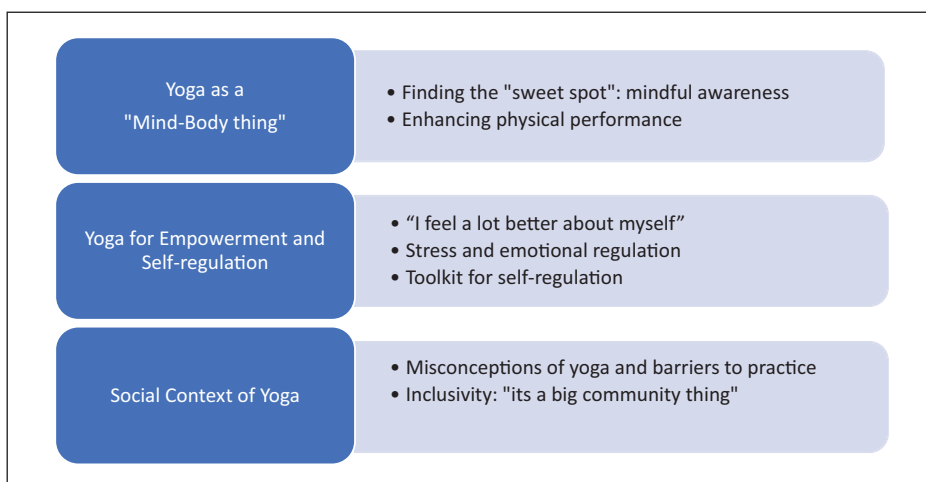 Yoga as a
"Mind-Body thing"
• Finding the "sweet spot": mindful awareness
• Enhancing physical performance
Yoga for Empowerment and
Self-regulation
• “I feel a lot better about myself”
• Stress and emotional regulation
• Toolkit for self-regulation
Social Context of Yoga
• Misconceptions of yoga and barriers to practice
• Inclusivity: "its a big community thing"